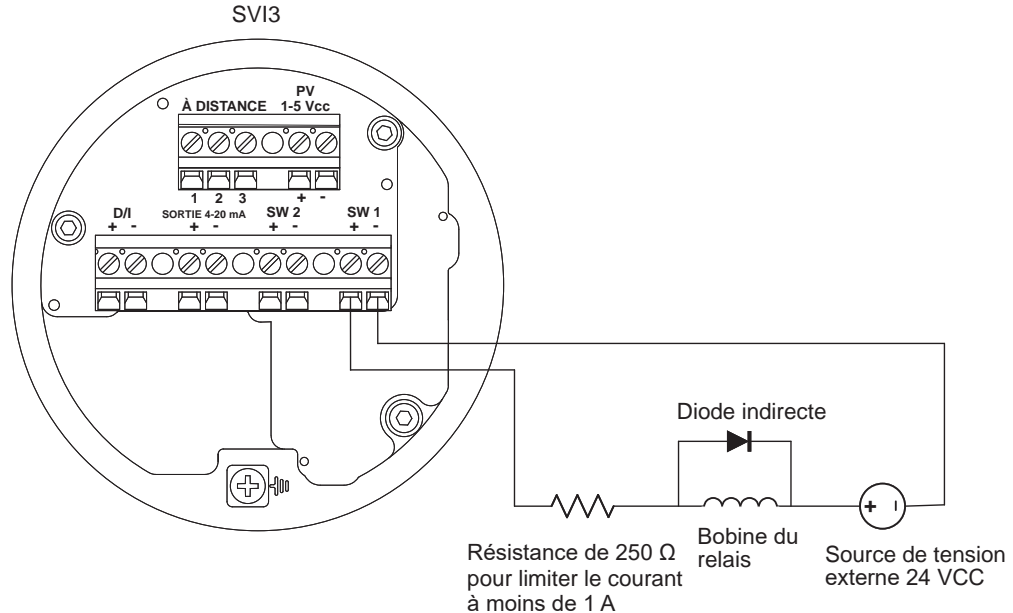 SVI3
PV
À DISTANCE 1-5 Vcc
1 2 3 + -
D/I SORTIE 4-20 mA SW 2 SW 1
+ - + - + - + -
Diode indirecte
+ –
Bobine du
relais
Résistance de 250 Ω
pour limiter le courant
à moins de 1 A
Source de tension
externe 24 VCC